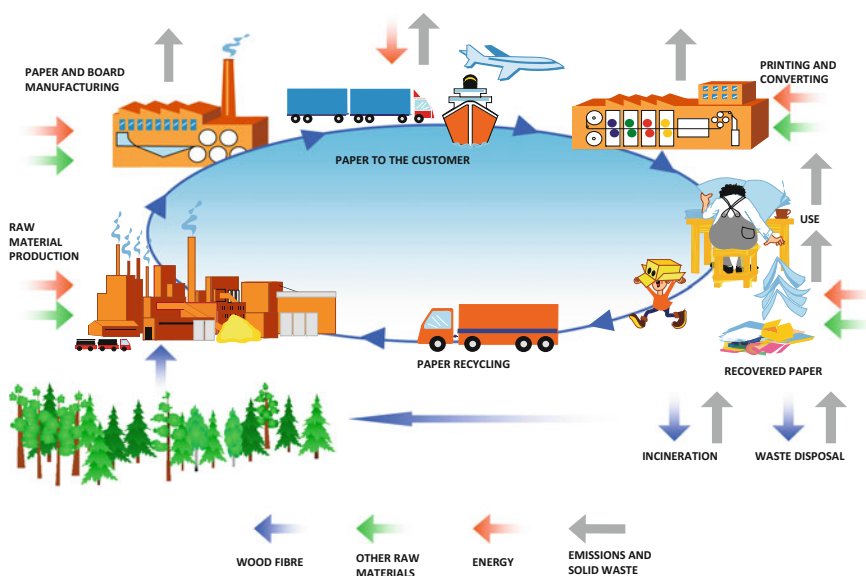 PAPER AND BOARD
MANUFACTURING
PRINTING AND
CONVERTING
PAPER TO THE CUSTOMER
RAW
MATERIAL
PRODUCTION
USE
PAPER RECYCLING
RECOVERED PAPER
INCINERATION
WASTE DISPOSAL
WOOD FIBRE
OTHER RAW
MATERIALS
ENERGY
EMISSIONS AND
SOLID WASTE